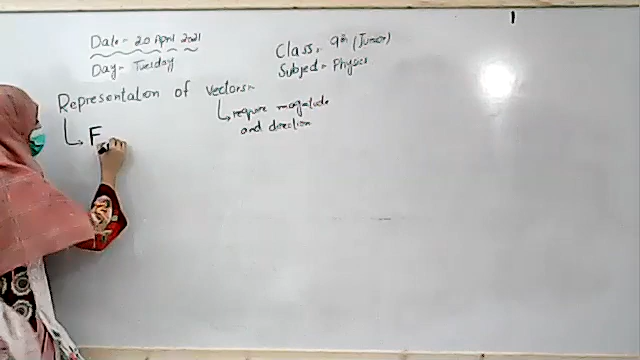 Date:- 20 April 2021
Day:- Tuesday
Class:- 9th (Junior)
Subject:- Physics
Representation of vectors:-
require magnitude
and direction
F